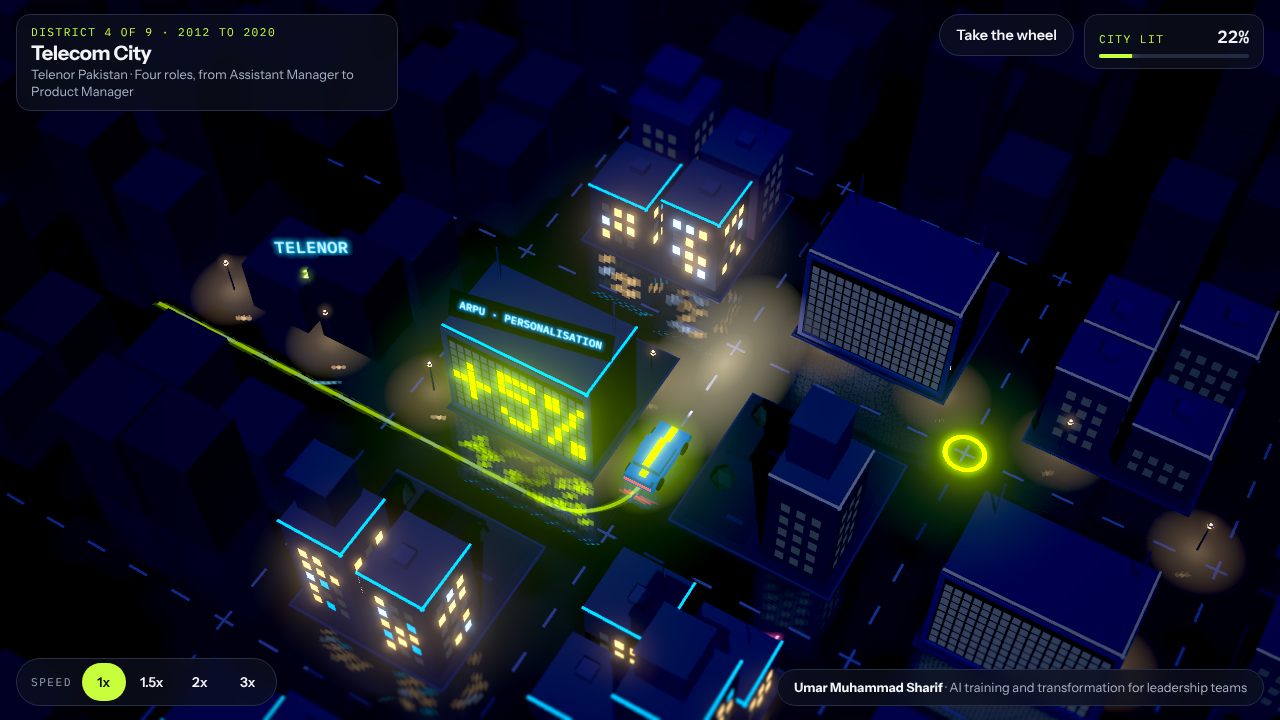 DISTRICT 4 OF 9 · 2012 TO 2020
Telecom City
Telenor Pakistan · Four roles, from Assistant Manager to
Product Manager
Take the wheel
CITY LIT 22%
TELENOR
ARPU · PERSONALISATION
+5%
SPEED 1x 1.5x 2x 3x
Umar Muhammad Sharif · AI training and transformation for leadership teams